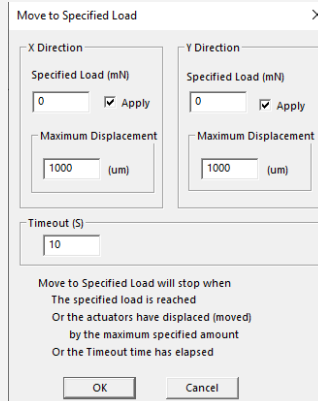 Move to Specified Load
X Direction
Specified Load (mN)
0
Apply
Maximum Displacement
1000
(um)
Y Direction
Specified Load (mN)
0
Apply
Maximum Displacement
1000
(um)
Timeout (S)
10
Move to Specified Load will stop when
The specified load is reached
Or the actuators have displaced (moved)
by the maximum specified amount
Or the Timeout time has elapsed
OK
Cancel